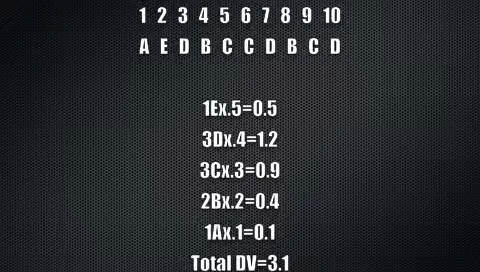 1 2 3 4 5 6 7 8 9 10
A E D B C C D B C D
1Ex.5=0.5
3Dx.4=1.2
3Cx.3=0.9
2Bx.2=0.4
1Ax.1=0.1
Total DV=3.1